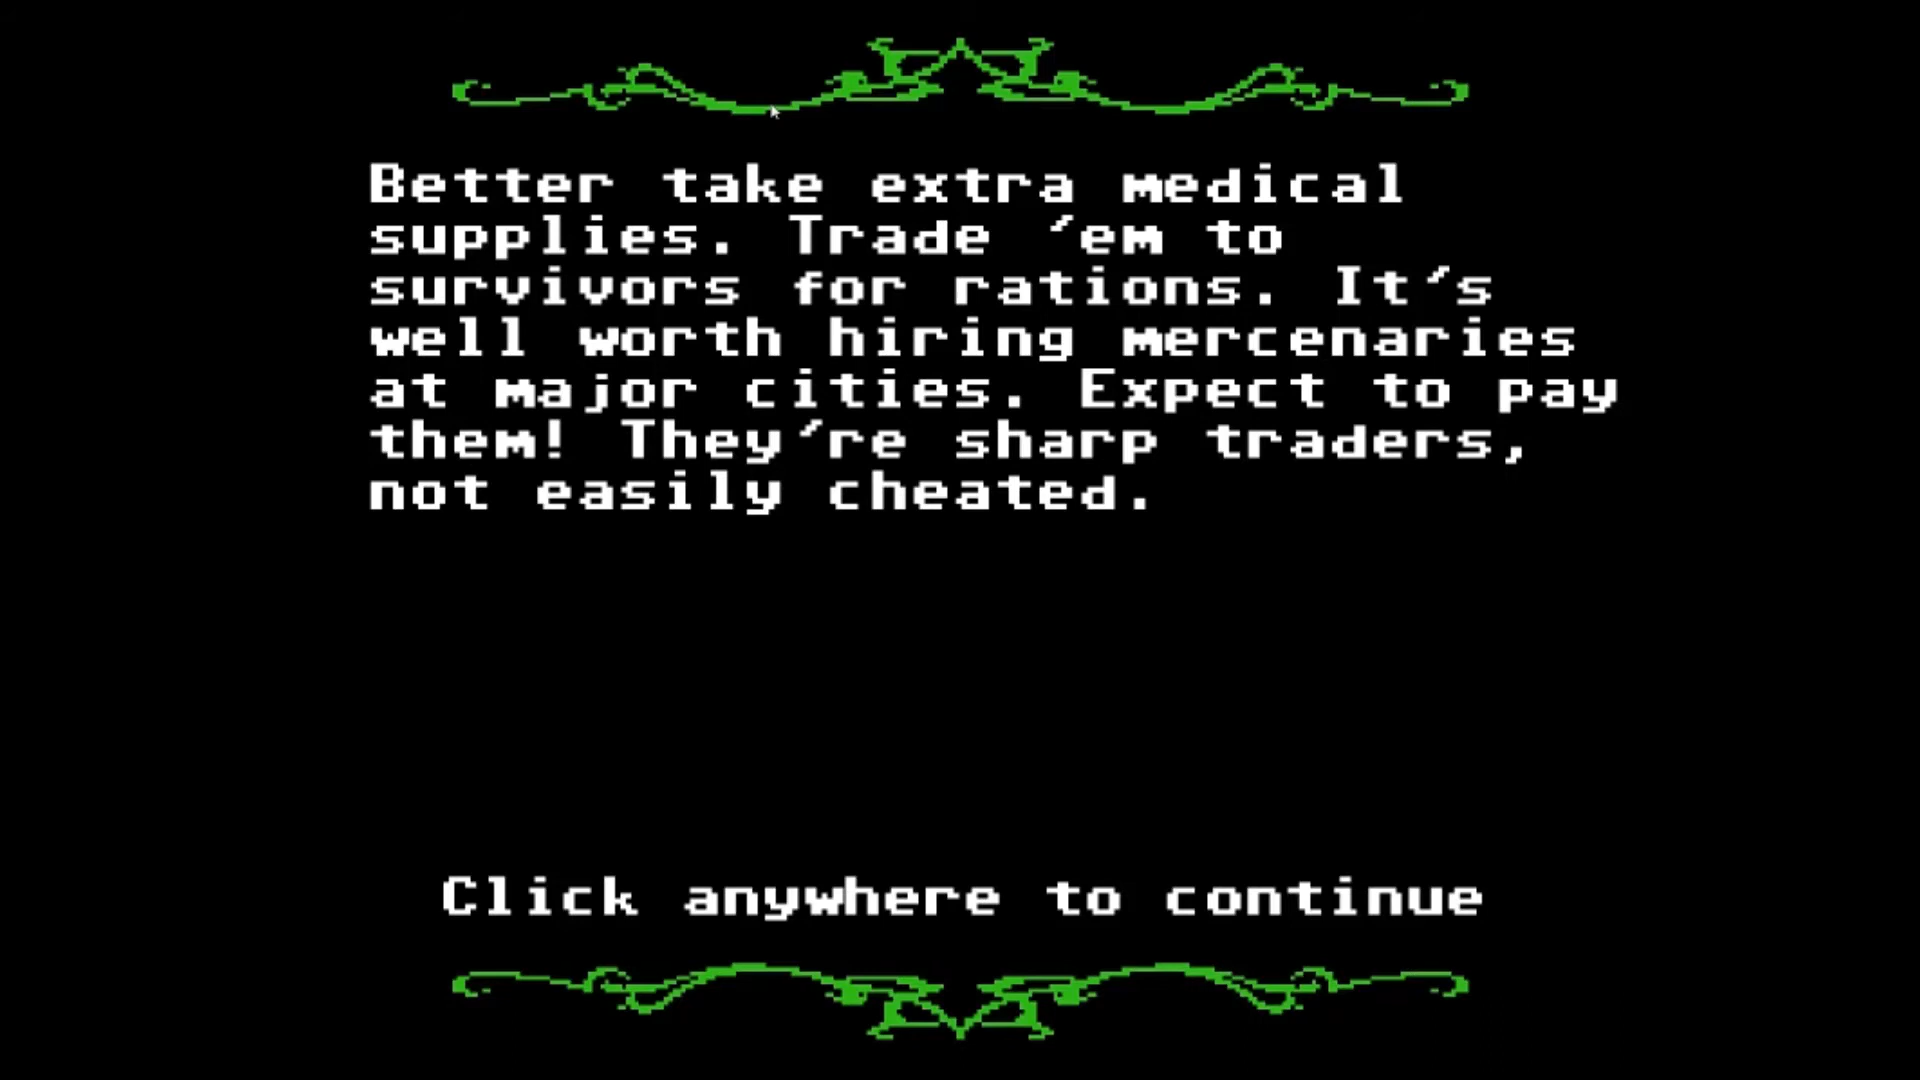 Better take extra medical
supplies. Trade 'em to
survivors for rations. It's
well worth hiring mercenaries
at major cities. Expect to pay
them! They're sharp traders,
not easily cheated.
Click anywhere to continue